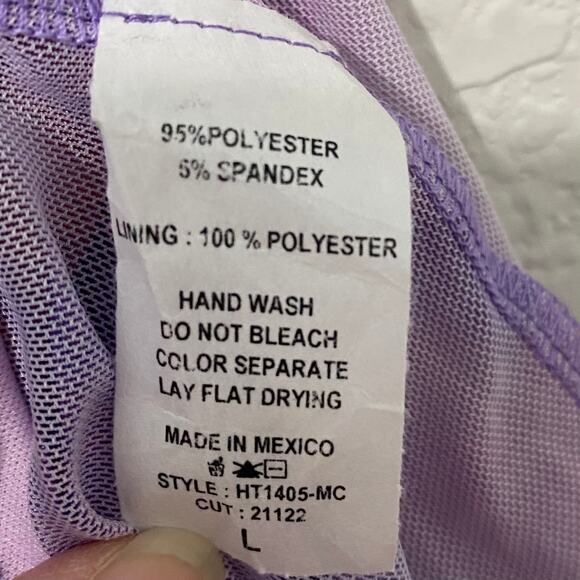 95%POLYESTER
5% SPANDEX
LINING : 100 % POLYESTER
HAND WASH
DO NOT BLEACH
COLOR SEPARATE
LAY FLAT DRYING
MADE IN MEXICO
STYLE : HT1405-MC
CUT : 21122
L